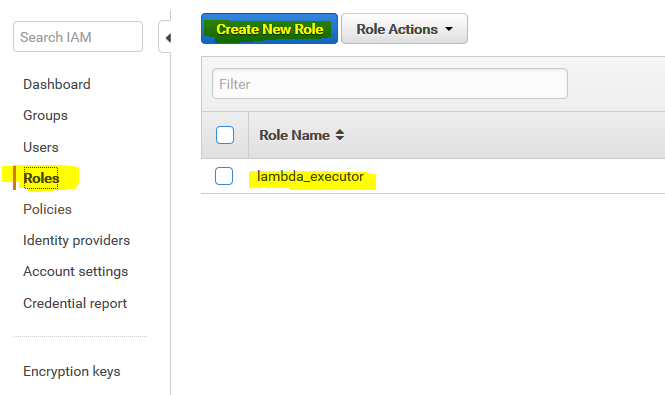 Search IAM
Dashboard
Groups
Users
Roles
Policies
Identity providers
Account settings
Credential report
Encryption keys
Create New Role
Role Actions
Filter
Role Name
lambda_executor